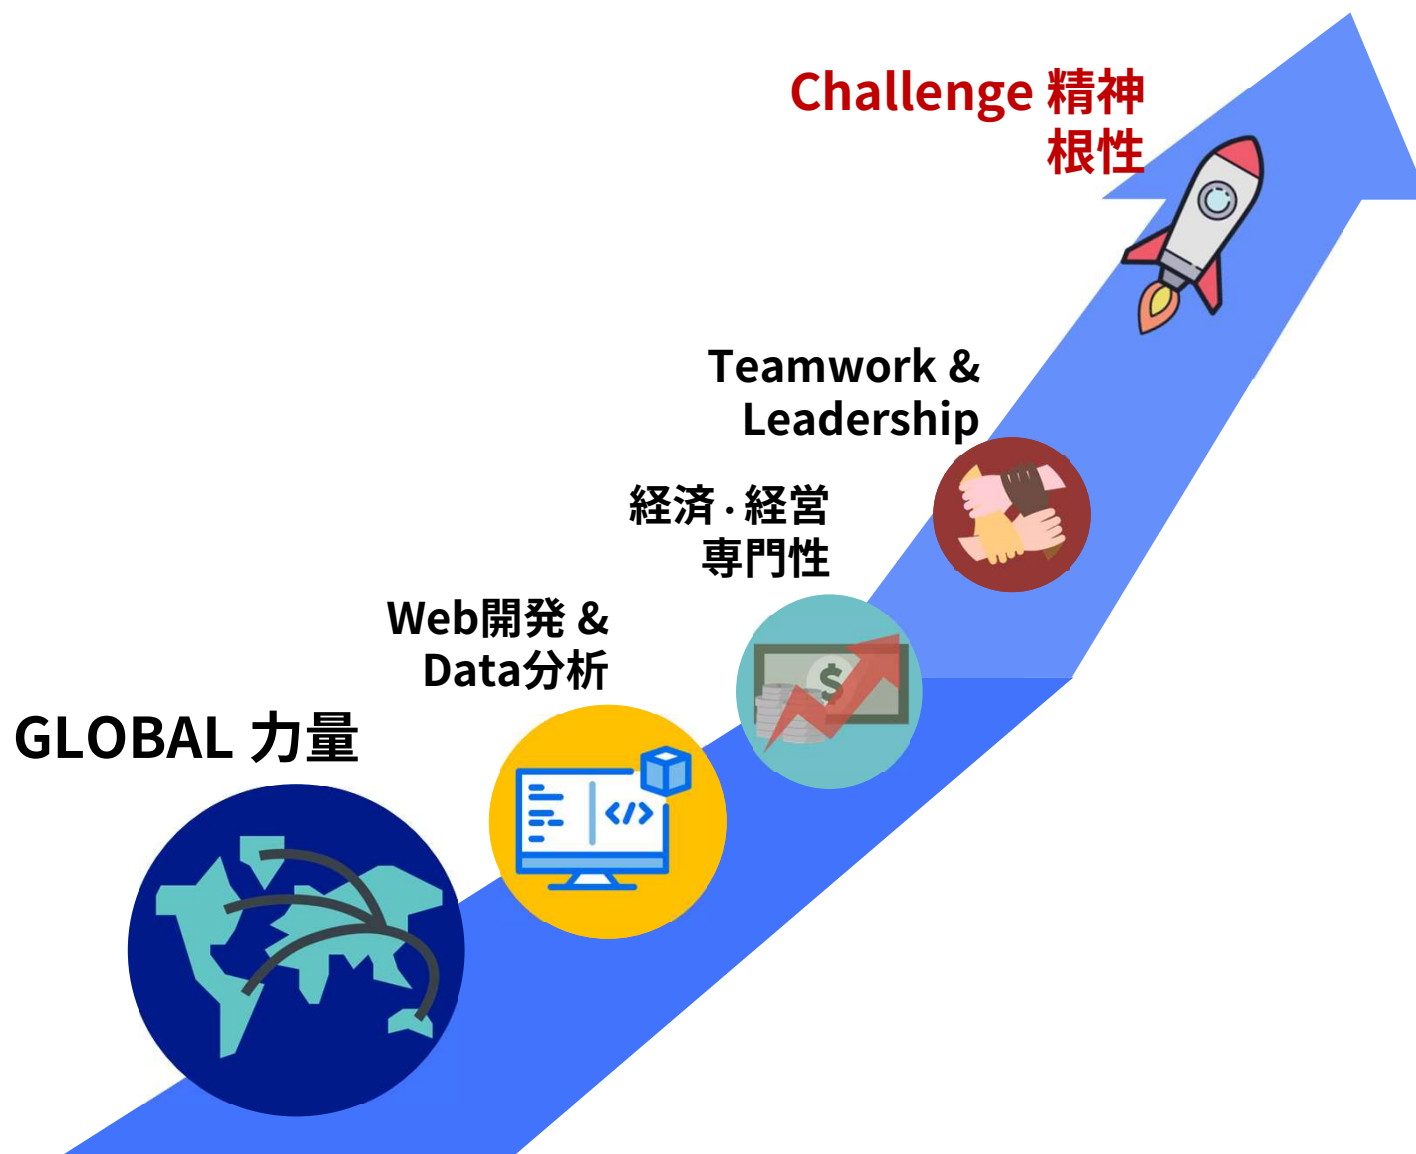 Challenge 精神
根性
Teamwork &
Leadership
経済·経営
専門性
Web開発 &
Data分析
GLOBAL 力量
$
</>